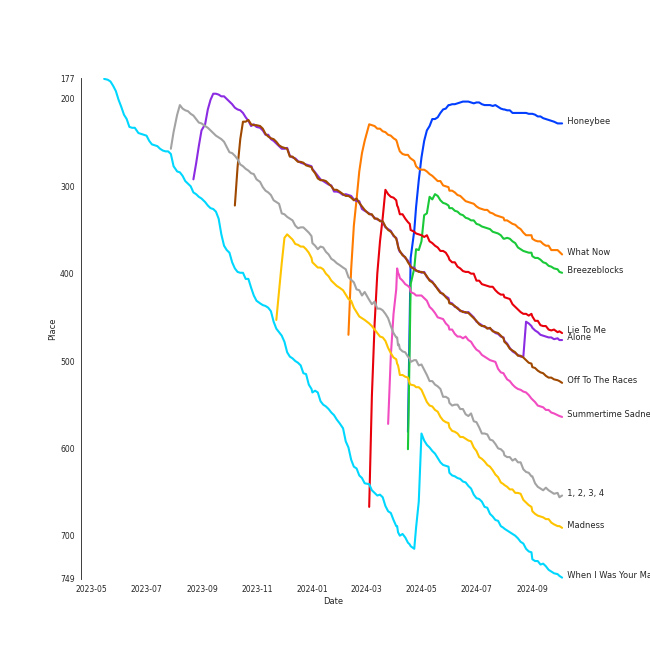 177
200
300
400
500
600
700
749
Place
2023-05
2023-07
2023-09
2023-11
2024-01
2024-03
2024-05
2024-07
2024-09
Date
Honeybee
What Now
Breezeblocks
Lie To Me
Alone
Off To The Races
Summertime Sadne
1, 2, 3, 4
Madness
When I Was Your Ma